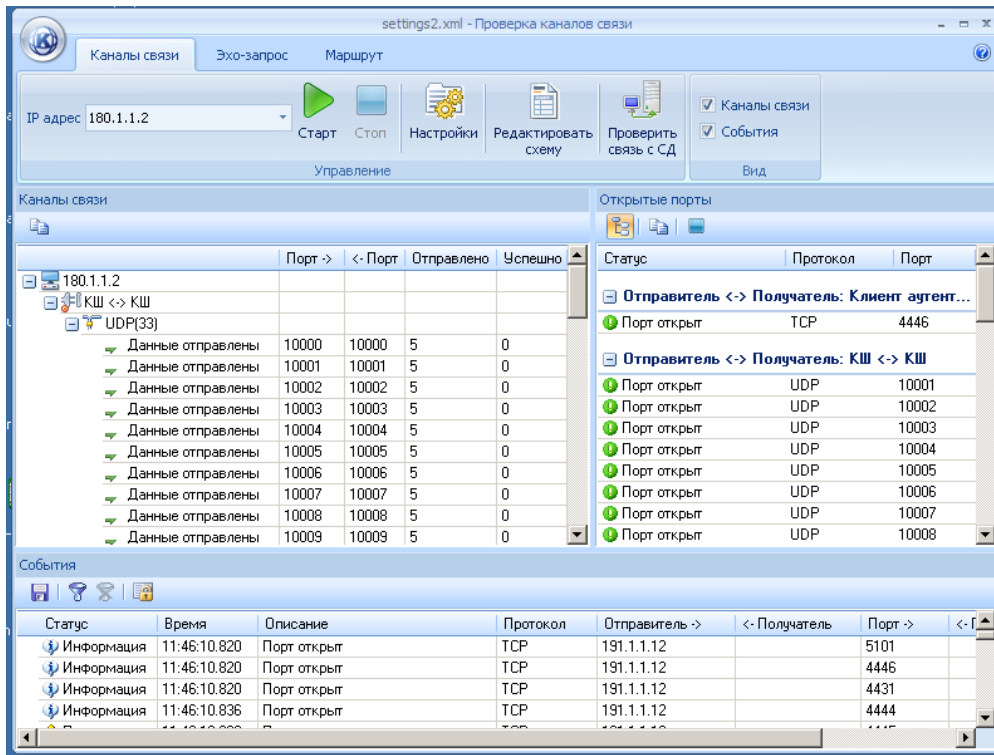 settings2.xml - Проверка каналов связи
Каналы связи Эхо-запрос Маршрут
IP адрес 180.1.1.2
Старт Стоп Настройки Редактировать схему Проверить связь с СД
Каналы связи
События
Управление Вид
Каналы связи
Порт -> <- Порт Отправлено Успешно
180.1.1.2
КШ <-> КШ
UDP(33)
Данные отправлены 10000 10000 5 0
Данные отправлены 10001 10001 5 0
Данные отправлены 10002 10002 5 0
Данные отправлены 10003 10003 5 0
Данные отправлены 10004 10004 5 0
Данные отправлены 10005 10005 5 0
Данные отправлены 10006 10006 5 0
Данные отправлены 10007 10007 5 0
Данные отправлены 10008 10008 5 0
Данные отправлены 10009 10009 5 0
Открытые порты
Статус Протокол Порт
Отправитель <-> Получатель: Клиент аутент...
Порт открыт TCP 4446
Отправитель <-> Получатель: КШ <-> КШ
Порт открыт UDP 10001
Порт открыт UDP 10002
Порт открыт UDP 10003
Порт открыт UDP 10004
Порт открыт UDP 10005
Порт открыт UDP 10006
Порт открыт UDP 10007
Порт открыт UDP 10008
События
Статус Время Описание Протокол Отправитель -> <- Получатель Порт ->
Информация 11:46:10.820 Порт открыт TCP 191.1.1.12 5101
Информация 11:46:10.820 Порт открыт TCP 191.1.1.12 4446
Информация 11:46:10.820 Порт открыт TCP 191.1.1.12 4431
Информация 11:46:10.836 Порт открыт TCP 191.1.1.12 4444